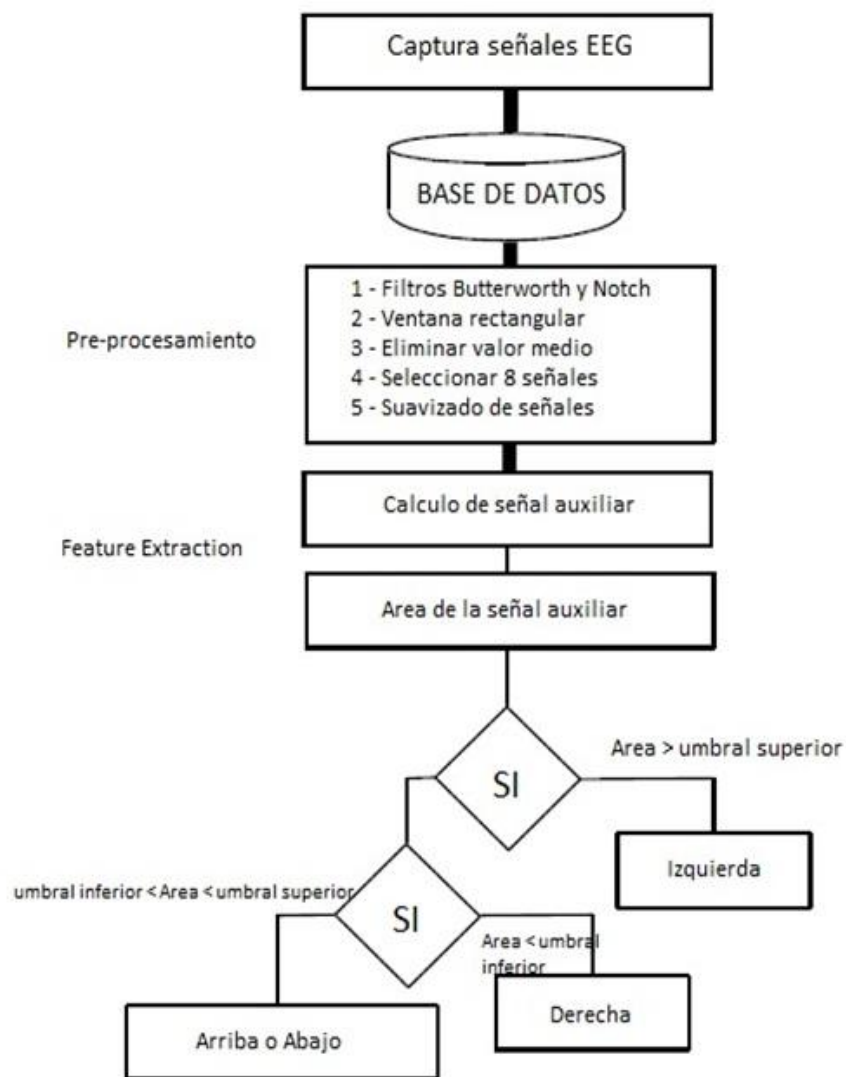 Captura señales EEG
BASE DE DATOS
Pre-procesamiento
1 - Filtros Butterworth y Notch
2 - Ventana rectangular
3 - Eliminar valor medio
4 - Seleccionar 8 señales
5 - Suavizado de señales
Calculo de señal auxiliar
Feature Extraction
Area de la señal auxiliar
SI
Area > umbral superior
Izquierda
umbral inferior < Area < umbral superior
SI
Area < umbral
inferior
Derecha
Arriba o Abajo